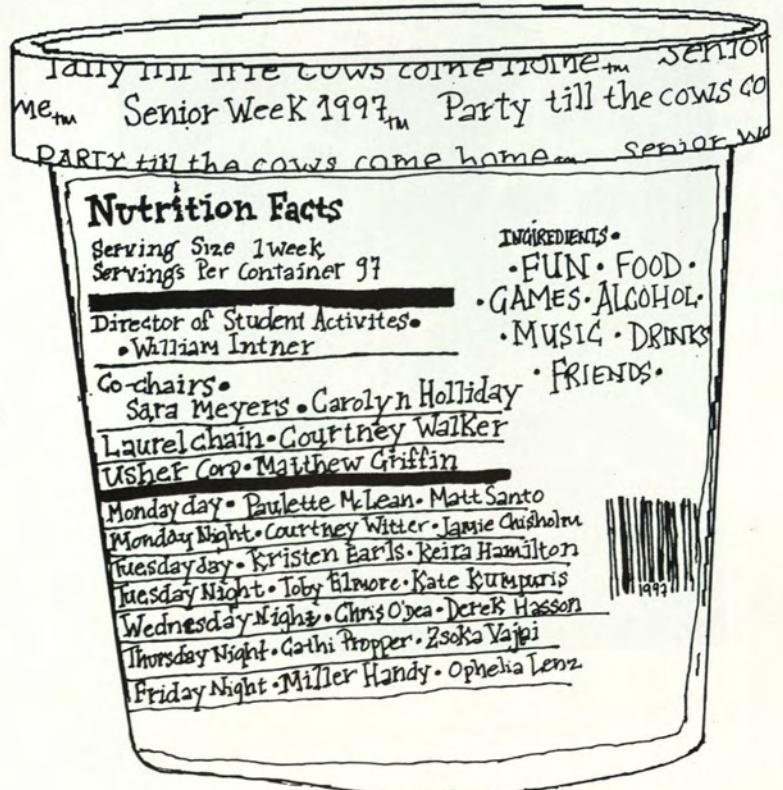 Party till the cows come home™ Senior
me™ Senior Week 1997™ Party till the cows co
PARTY till the cows come home™ Senior We
Nutrition Facts
Serving Size 1 week
Servings Per Container 97
Director of Student Activites•
•William Intner
Co-chairs•
Sara Meyers•Carolyn Holliday
Laurel chain•Courtney Walker
Usher Corp•Matthew Griffin
Monday day•Paulette McLean•Matt Santo
Monday Night•Courtney Witter•Jamie Chisholm
Tuesday day•Kristen Earls•Keira Hamilton
Tuesday Night•Toby Elmore•Kate Kumpuris
Wednesday Night•Chris O'Dea•Derek Hasson
Thursday Night•Cathi Propper•Zsoka Vajpi
Friday Night•Miller Handy•Ophelia Lenz
INGIREDIENTS•
•FUN•FOOD•
•GAMES•ALCOHOL•
•MUSIC•DRINKS
•FRIENDS•
1997